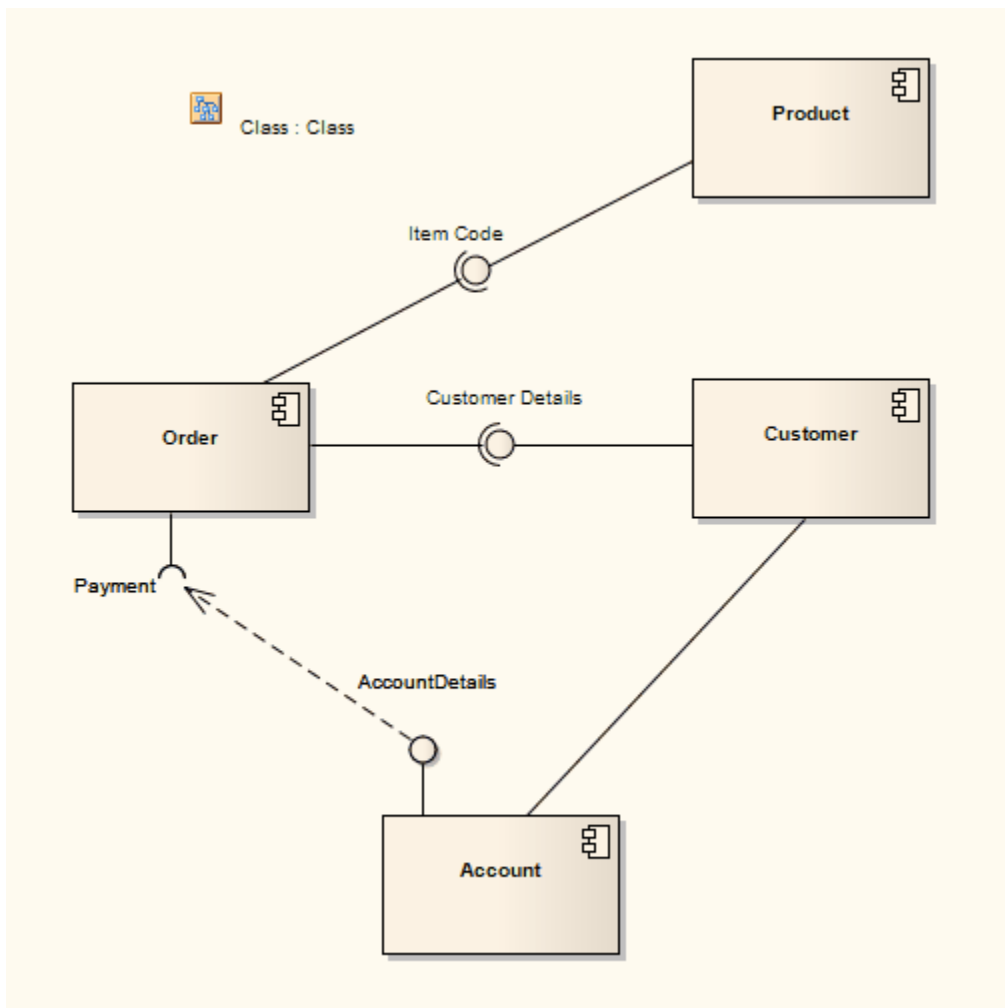 Product
Class : Class
Item Code
Customer Details
Order
Customer
Payment
AccountDetails
Account